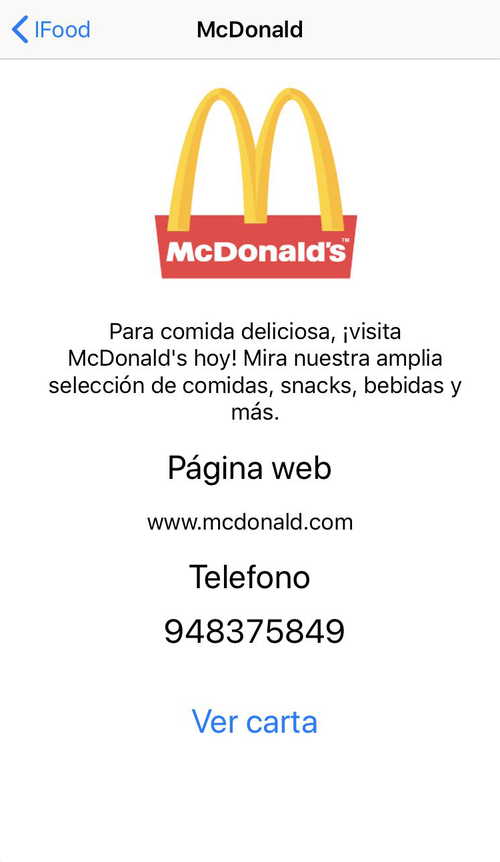 IFood
McDonald
McDonald's™
Para comida deliciosa, ¡visita
McDonald's hoy! Mira nuestra amplia
selección de comidas, snacks, bebidas y
más.
Página web
www.mcdonald.com
Telefono
948375849
Ver carta